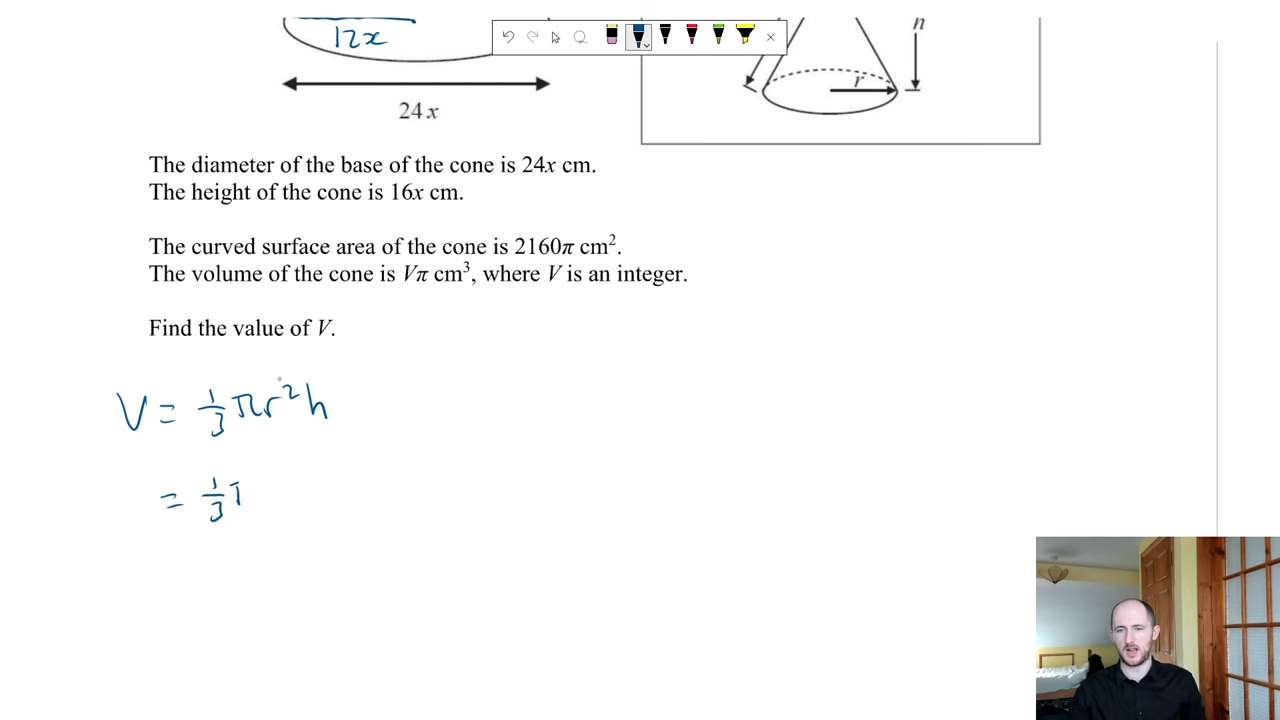 12x
h
r
24x
The diameter of the base of the cone is 24x cm.
The height of the cone is 16x cm.
The curved surface area of the cone is 2160π cm².
The volume of the cone is Vπ cm³, where V is an integer.
Find the value of V.
V = 1/3 πr²h
= 1/3